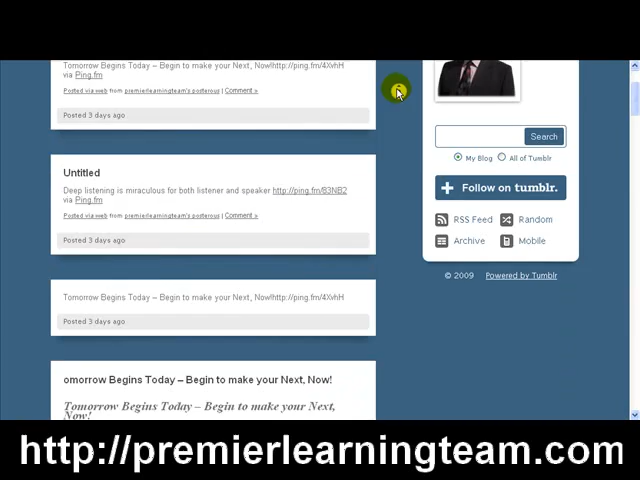 Tomorrow Begins Today – Begin to make your Next, Now!http://ping.fm/4XvhH
via Ping.fm
Posted via web from premierlearningteam's posterous | Comment »
Posted 3 days ago
Untitled
Deep listening is miraculous for both listener and speaker http://ping.fm/83NB2
via Ping.fm
Posted via web from premierlearningteam's posterous | Comment »
Posted 3 days ago
Tomorrow Begins Today – Begin to make your Next, Now!http://ping.fm/4XvhH
Posted 3 days ago
omorrow Begins Today – Begin to make your Next, Now!
Tomorrow Begins Today – Begin to make your Next,
Now!
Search
My Blog All of Tumblr
Follow on tumblr.
RSS Feed Random
Archive Mobile
© 2009 Powered by Tumblr
http://premierlearningteam.com